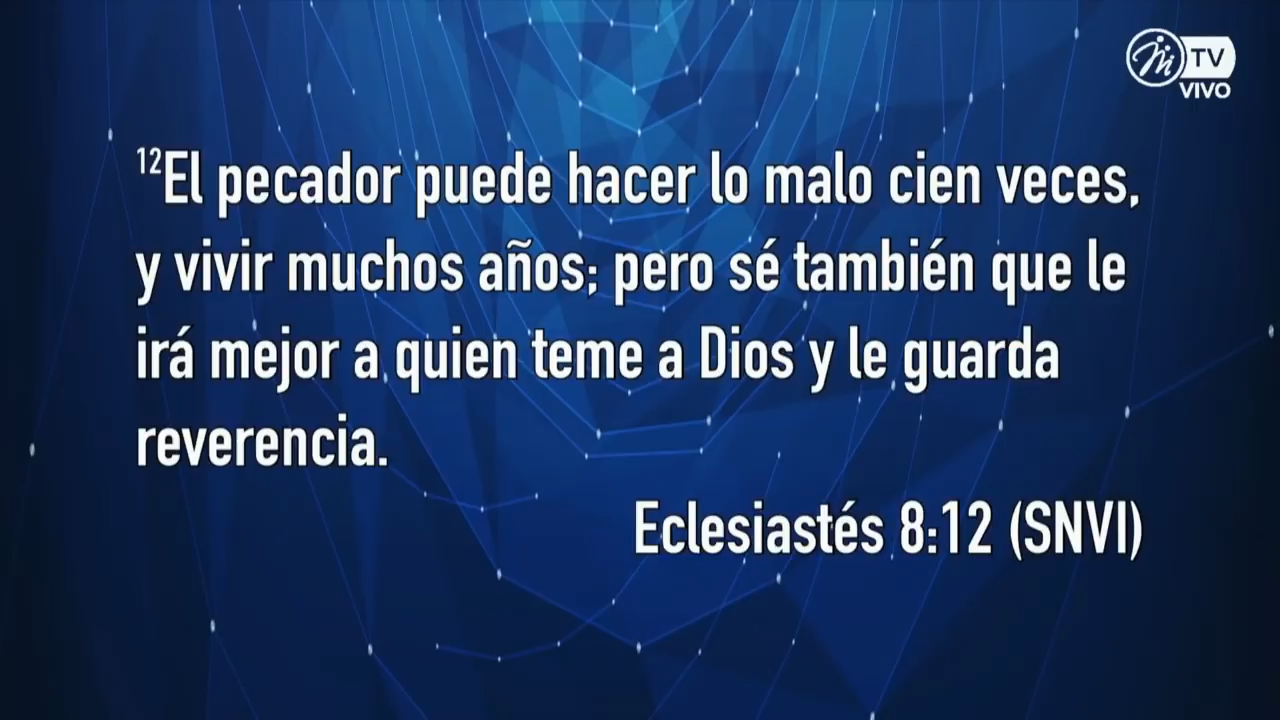 TV
VIVO
¹²El pecador puede hacer lo malo cien veces,
y vivir muchos años; pero sé también que le
irá mejor a quien teme a Dios y le guarda
reverencia.
Eclesiastés 8:12 (SNVI)